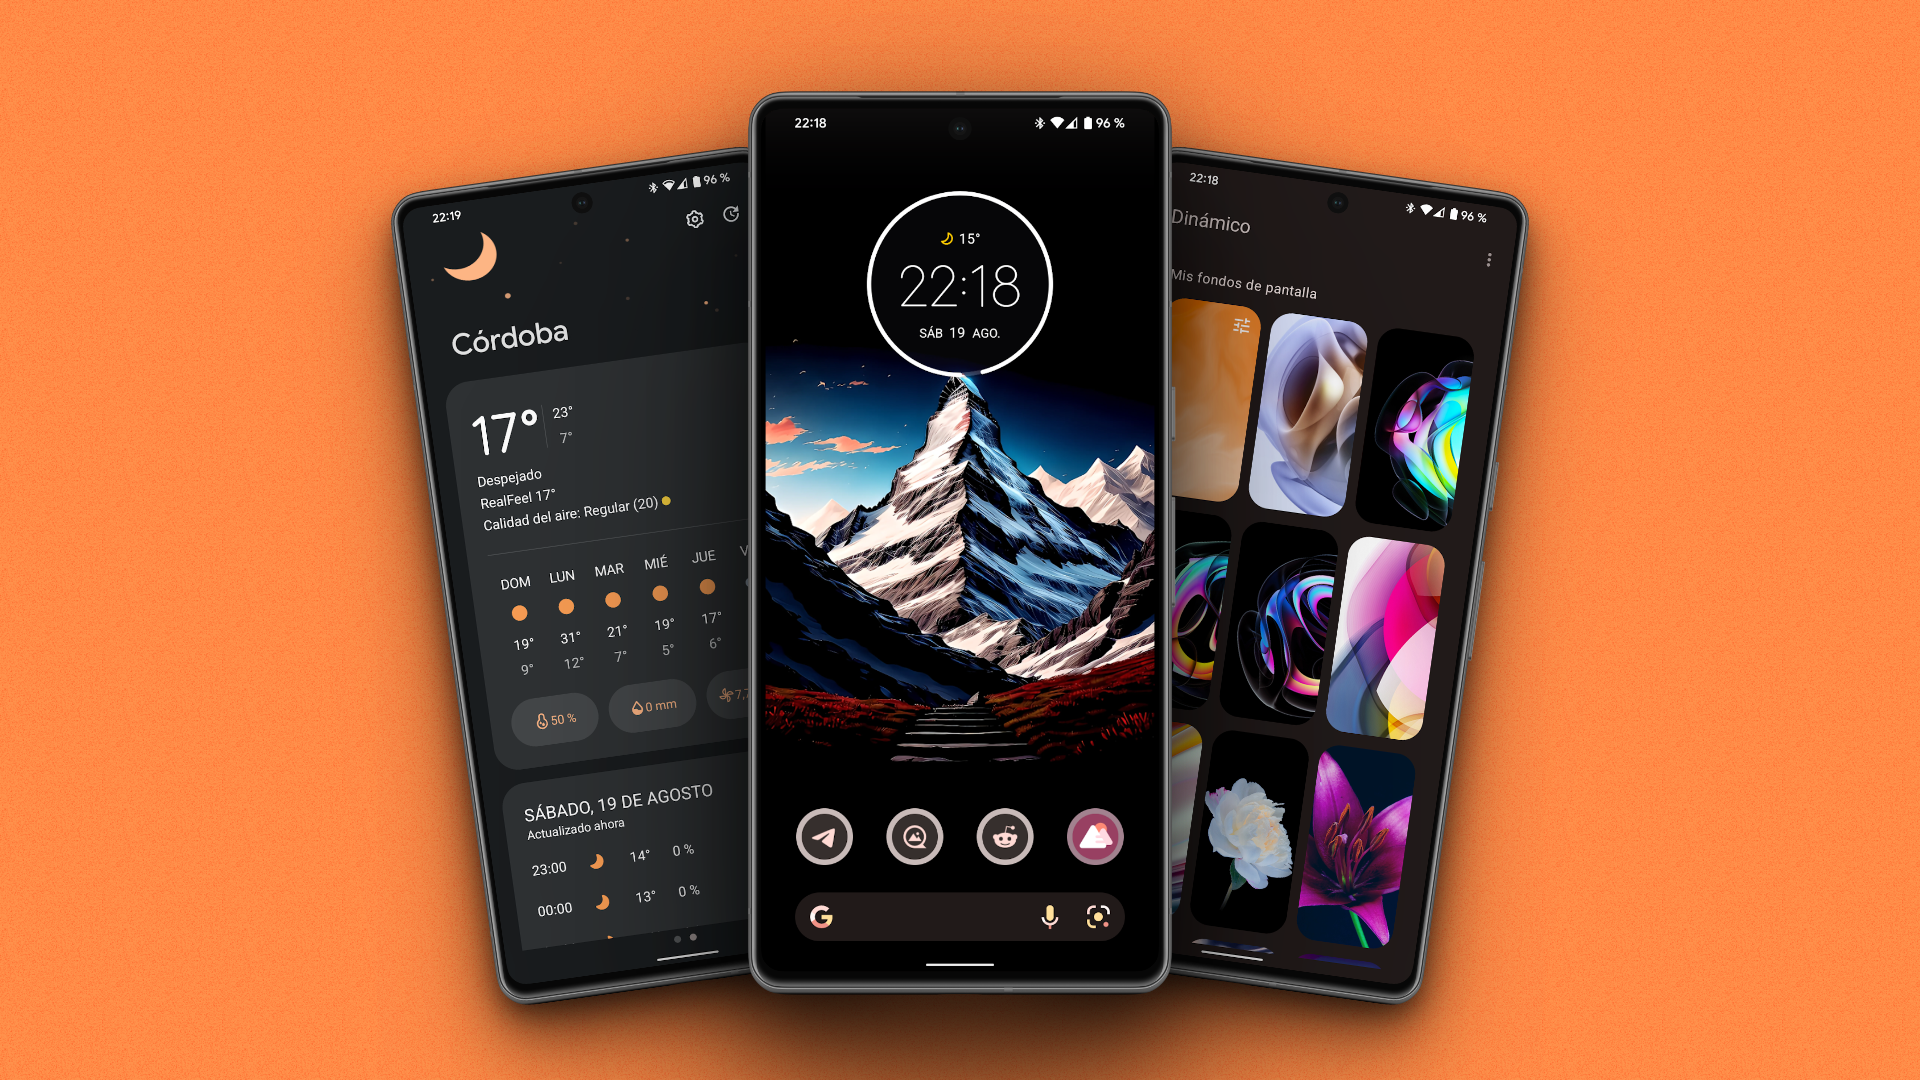 22:19
96 %
Córdoba
17° 23°
7°
Despejado
RealFeel 17°
Calidad del aire: Regular (20)
DOM LUN MAR MIÉ JUE V
19° 31° 21° 19° 17°
9° 12° 7° 5° 6°
50 % 0 mm
SÁBADO, 19 DE AGOSTO
Actualizado ahora
23:00 14° 0 %
00:00 13° 0 %
22:18 96 %
15°
22:18
SÁB 19 AGO.
22:18 96 %
Dinámico
Mis fondos de pantalla